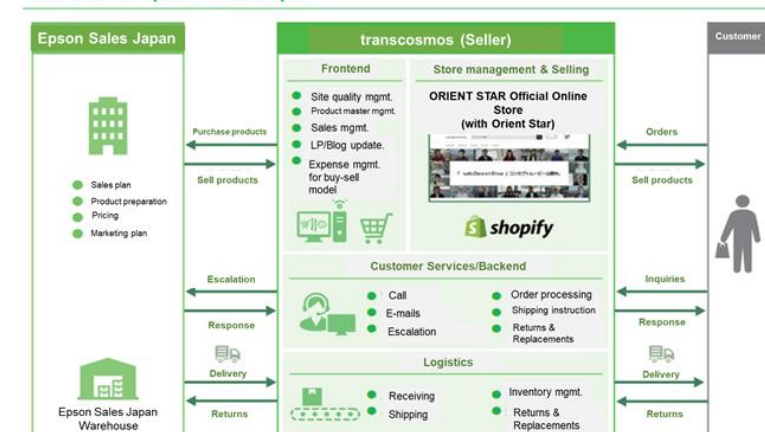 Epson Sales Japan
transcosmos (Seller)
Customer
Frontend
Store management & Selling
Site quality mgmt.
Product master mgmt.
Sales mgmt.
LP/Blog update.
Expense mgmt.
for buy-sell
model
ORIENT STAR Official Online
Store
(with Orient Star)
shopify
Purchase products
Sell products
Orders
Sell products
Sales plan
Product preparation
Pricing
Marketing plan
Customer Services/Backend
Call
E-mails
Escalation
Order processing
Shipping instruction
Returns &
Replacements
Escalation
Response
Inquiries
Response
Logistics
Receiving
Shipping
Inventory mgmt.
Returns &
Replacements
Delivery
Returns
Delivery
Returns
Epson Sales Japan
Warehouse